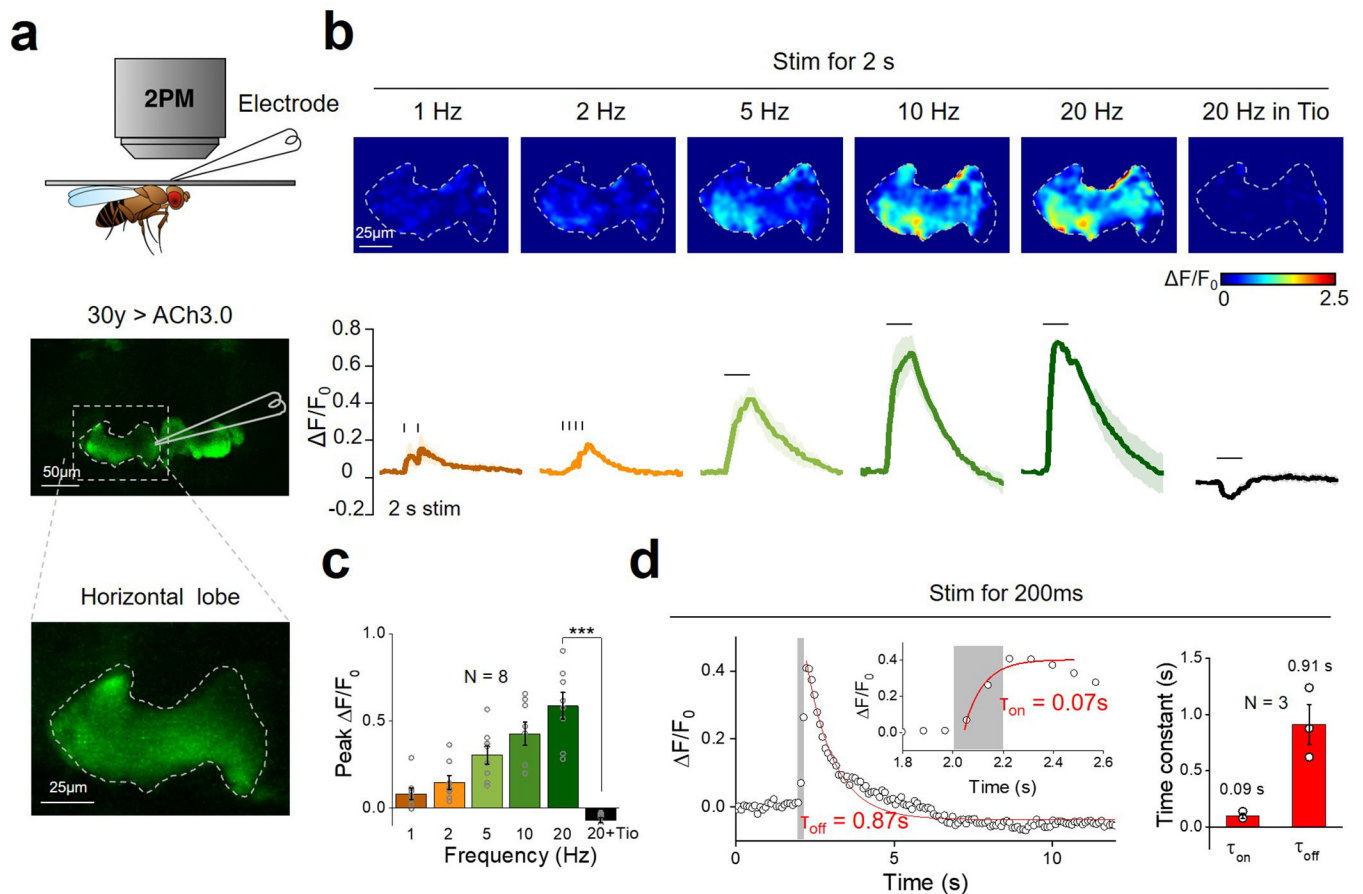 a
2PM
Electrode
30y > ACh3.0
50μm
Horizontal lobe
25μm
b
Stim for 2 s
1 Hz
2 Hz
5 Hz
10 Hz
20 Hz
20 Hz in Tio
25μm
ΔF/F0
0
2.5
ΔF/F0
0.8
0.6
0.4
0.2
0
-0.2
2 s stim
c
Peak ΔF/F0
1.0
0.5
0.0
N = 8
***
1
2
5
10
20
20+Tio
Frequency (Hz)
d
Stim for 200ms
ΔF/F0
0.4
0.2
0.0
0
5
10
Time (s)
τoff = 0.87s
ΔF/F0
0.4
0.2
0.0
1.8
2.0
2.2
2.4
2.6
Time (s)
τon = 0.07s
Time constant (s)
1.5
1.0
0.5
0.0
N = 3
0.09 s
0.91 s
τon
τoff